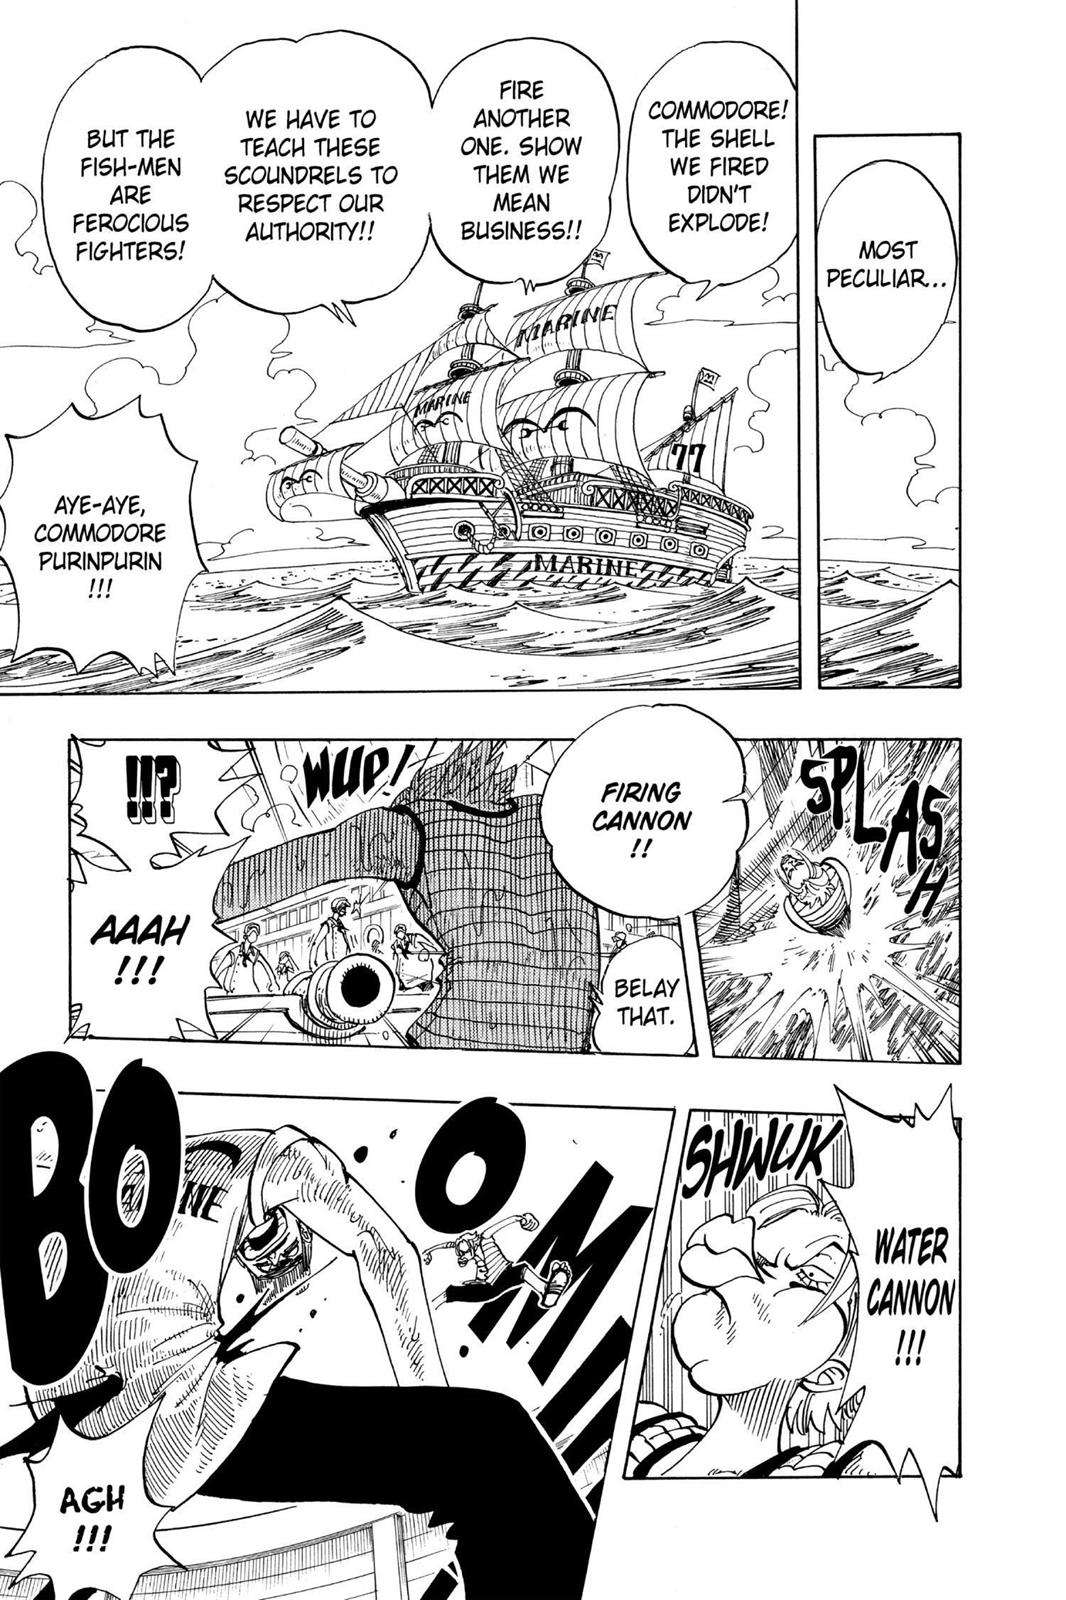 MOST
PECULIAR...
COMMODORE!
THE SHELL
WE FIRED
DIDN'T
EXPLODE!
FIRE
ANOTHER
ONE. SHOW
THEM WE
MEAN
BUSINESS!!
WE HAVE TO
TEACH THESE
SCOUNDRELS TO
RESPECT OUR
AUTHORITY!!
BUT THE
FISH-MEN
ARE
FEROCIOUS
FIGHTERS!
MARINE
MARINE
77
MARINE
AYE-AYE,
COMMODORE
PURINPURIN
!!!
SPLASH
FIRING
CANNON
!!
BELAY
THAT.
WUP!
!!?
AAAH
!!!
WATER
CANNON
!!!
SHWUK
BOOM
NE
AGH
!!!